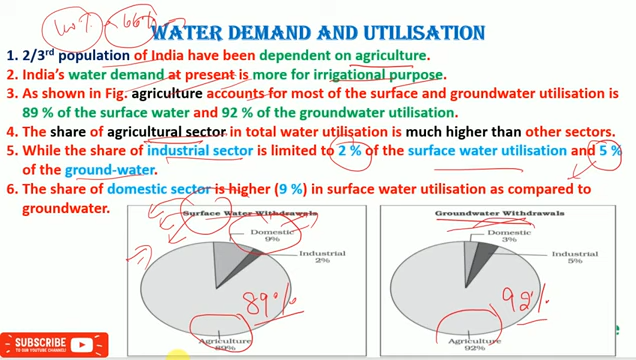 100% 66%
WATER DEMAND AND UTILISATION
1. 2/3rd population of India have been dependent on agriculture.
2. India's water demand at present is more for irrigational purpose.
3. As shown in Fig. agriculture accounts for most of the surface and groundwater utilisation is
89 % of the surface water and 92 % of the groundwater utilisation.
4. The share of agricultural sector in total water utilisation is much higher than other sectors.
5. While the share of industrial sector is limited to 2 % of the surface water utilisation and 5 %
of the ground-water.
6. The share of domestic sector is higher (9 %) in surface water utilisation as compared to
groundwater.
Surface Water Withdrawals
Domestic
9%
Industrial
2%
89%
Agriculture
89%
Groundwater Withdrawals
Domestic
3%
Industrial
5%
92%
Agriculture
92%
SUBSCRIBE
TO OUR YOUTUBE CHANNEL